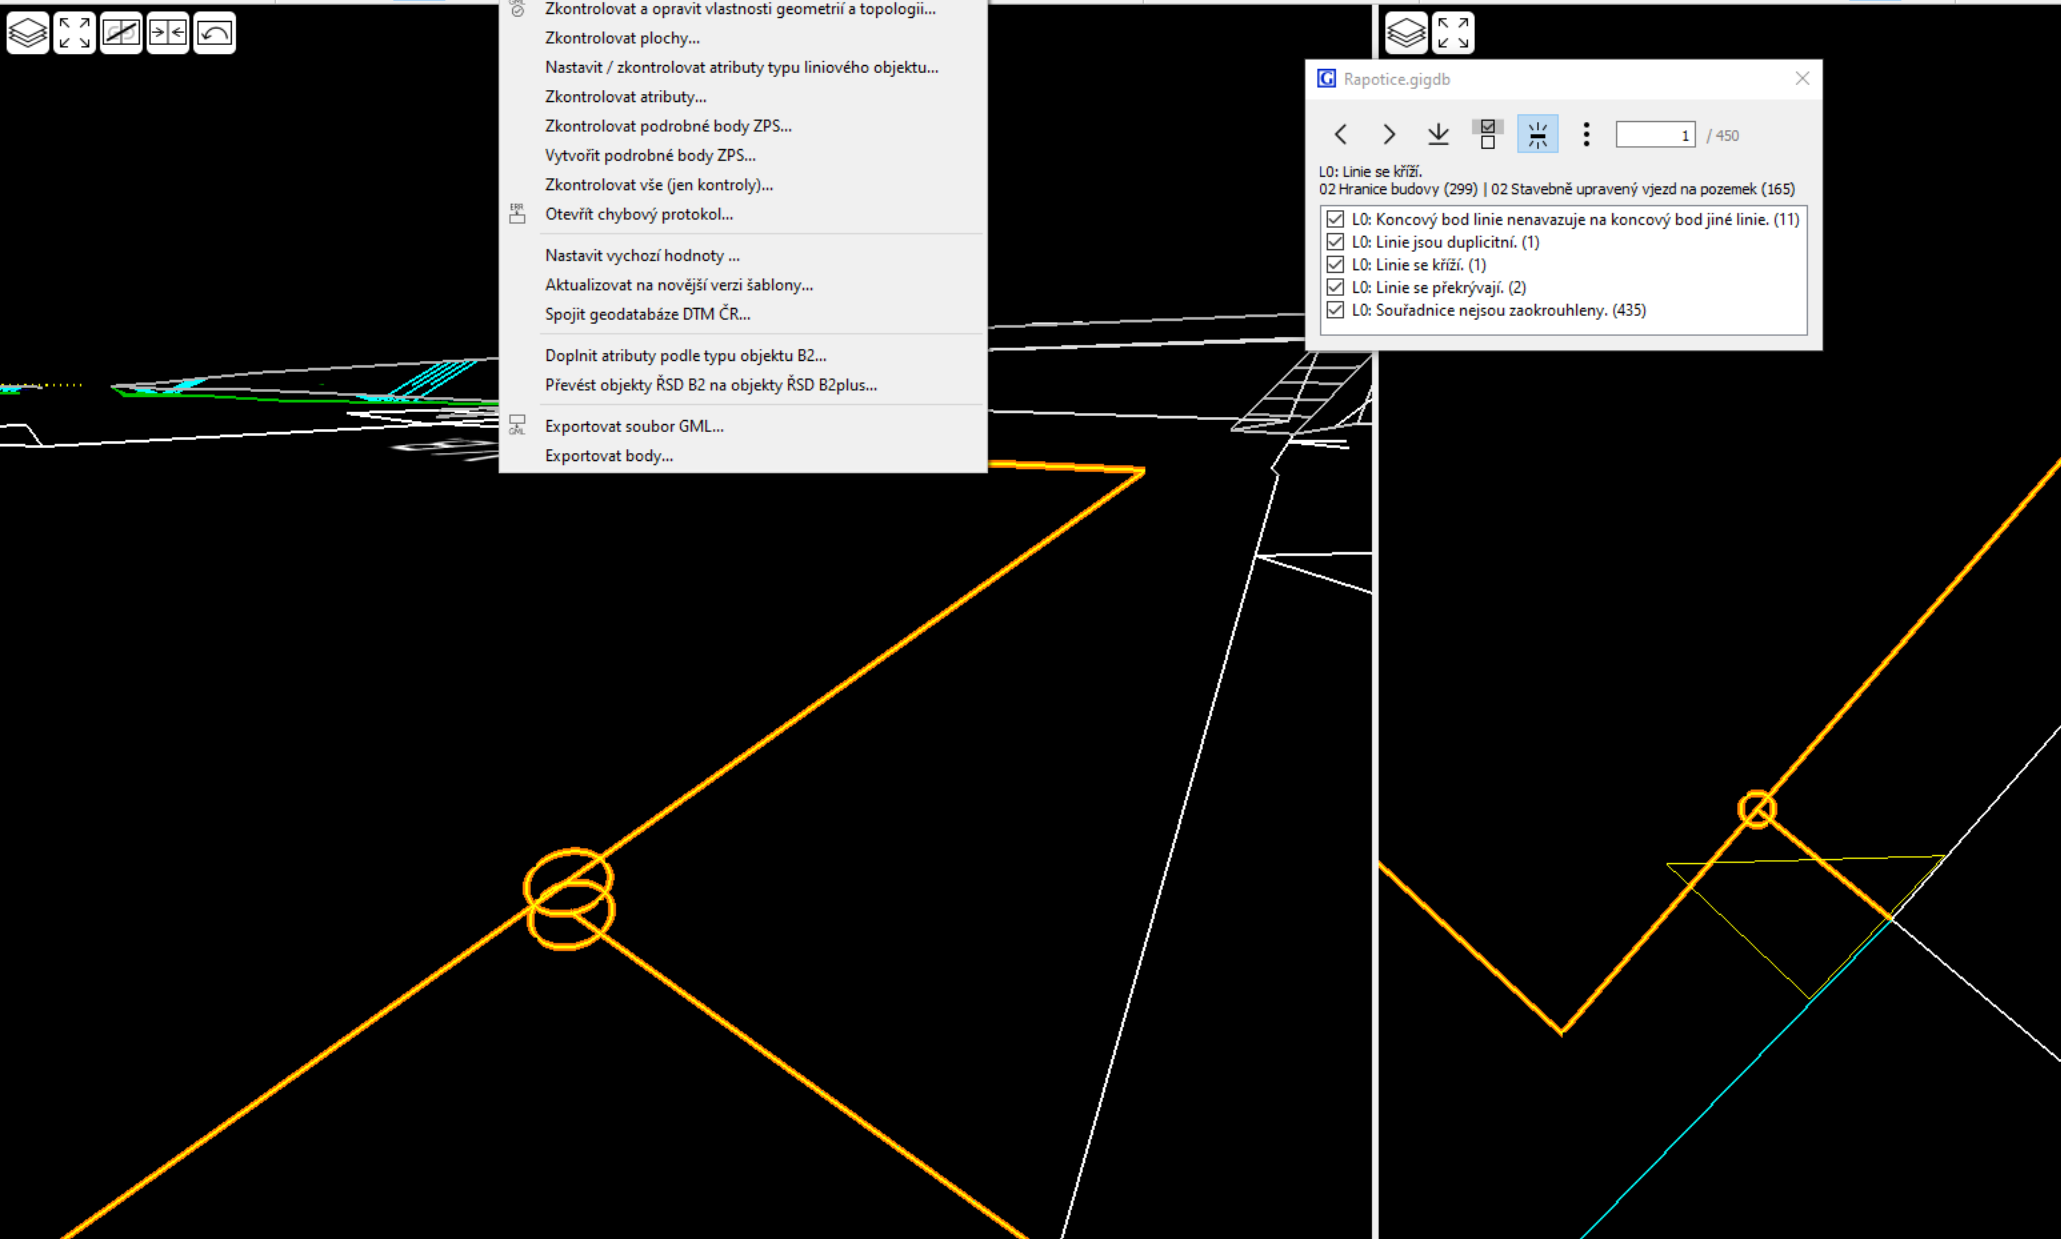 Zkontrolovat a opravit vlastnosti geometrií a topologii...
Zkontrolovat plochy...
Nastavit / zkontrolovat atributy typu liniového objektu...
Zkontrolovat atributy...
Zkontrolovat podrobné body ZPS...
Vytvořit podrobné body ZPS...
Zkontrolovat vše (jen kontroly)...
ERR
Otevřít chybový protokol...
Nastavit vychozí hodnoty ...
Aktualizovat na novější verzi šablony...
Spojit geodatabáze DTM ČR...
Doplnit atributy podle typu objektu B2...
Převést objekty ŘSD B2 na objekty ŘSD B2plus...
GML
Exportovat soubor GML...
Exportovat body...
G Rapotice.gigdb
1 / 450
L0: Linie se kříží.
02 Hranice budovy (299) | 02 Stavebně upravený vjezd na pozemek (165)
L0: Koncový bod linie nenavazuje na koncový bod jiné linie. (11)
L0: Linie jsou duplicitní. (1)
L0: Linie se kříží. (1)
L0: Linie se překrývají. (2)
L0: Souřadnice nejsou zaokrouhleny. (435)